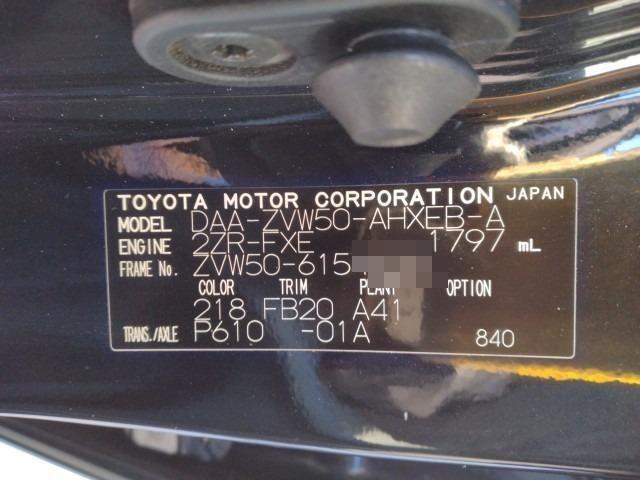 TOYOTA MOTOR CORPORATION JAPAN
MODEL DAA-ZVW50-AHXEB-A
ENGINE 2ZR-FXE 1797 mL
FRAME No. ZVW50-615
COLOR TRIM PLANT OPTION
218 FB20 A41
TRANS./AXLE P610 -01A 840